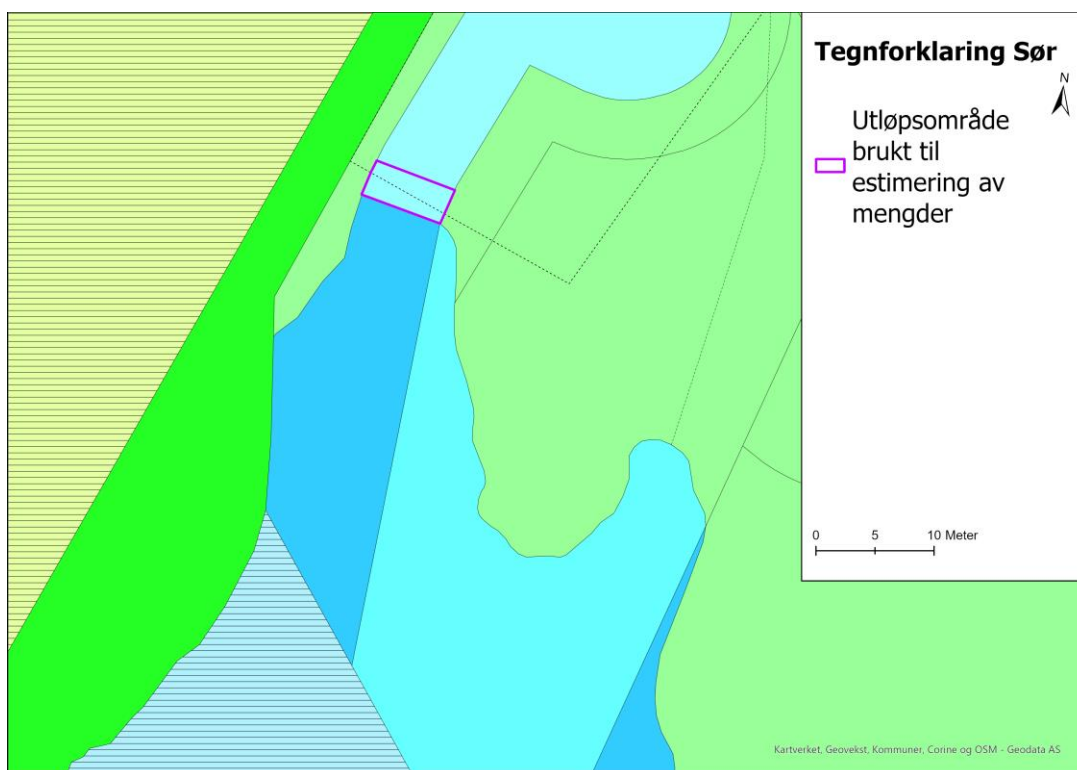 Tegnforklaring Sør
N
Utløpsområde
brukt til
estimering av
mengder
0 5 10 Meter
Kartverket, Geovekst, Kommuner, Corine og OSM - Geodata AS